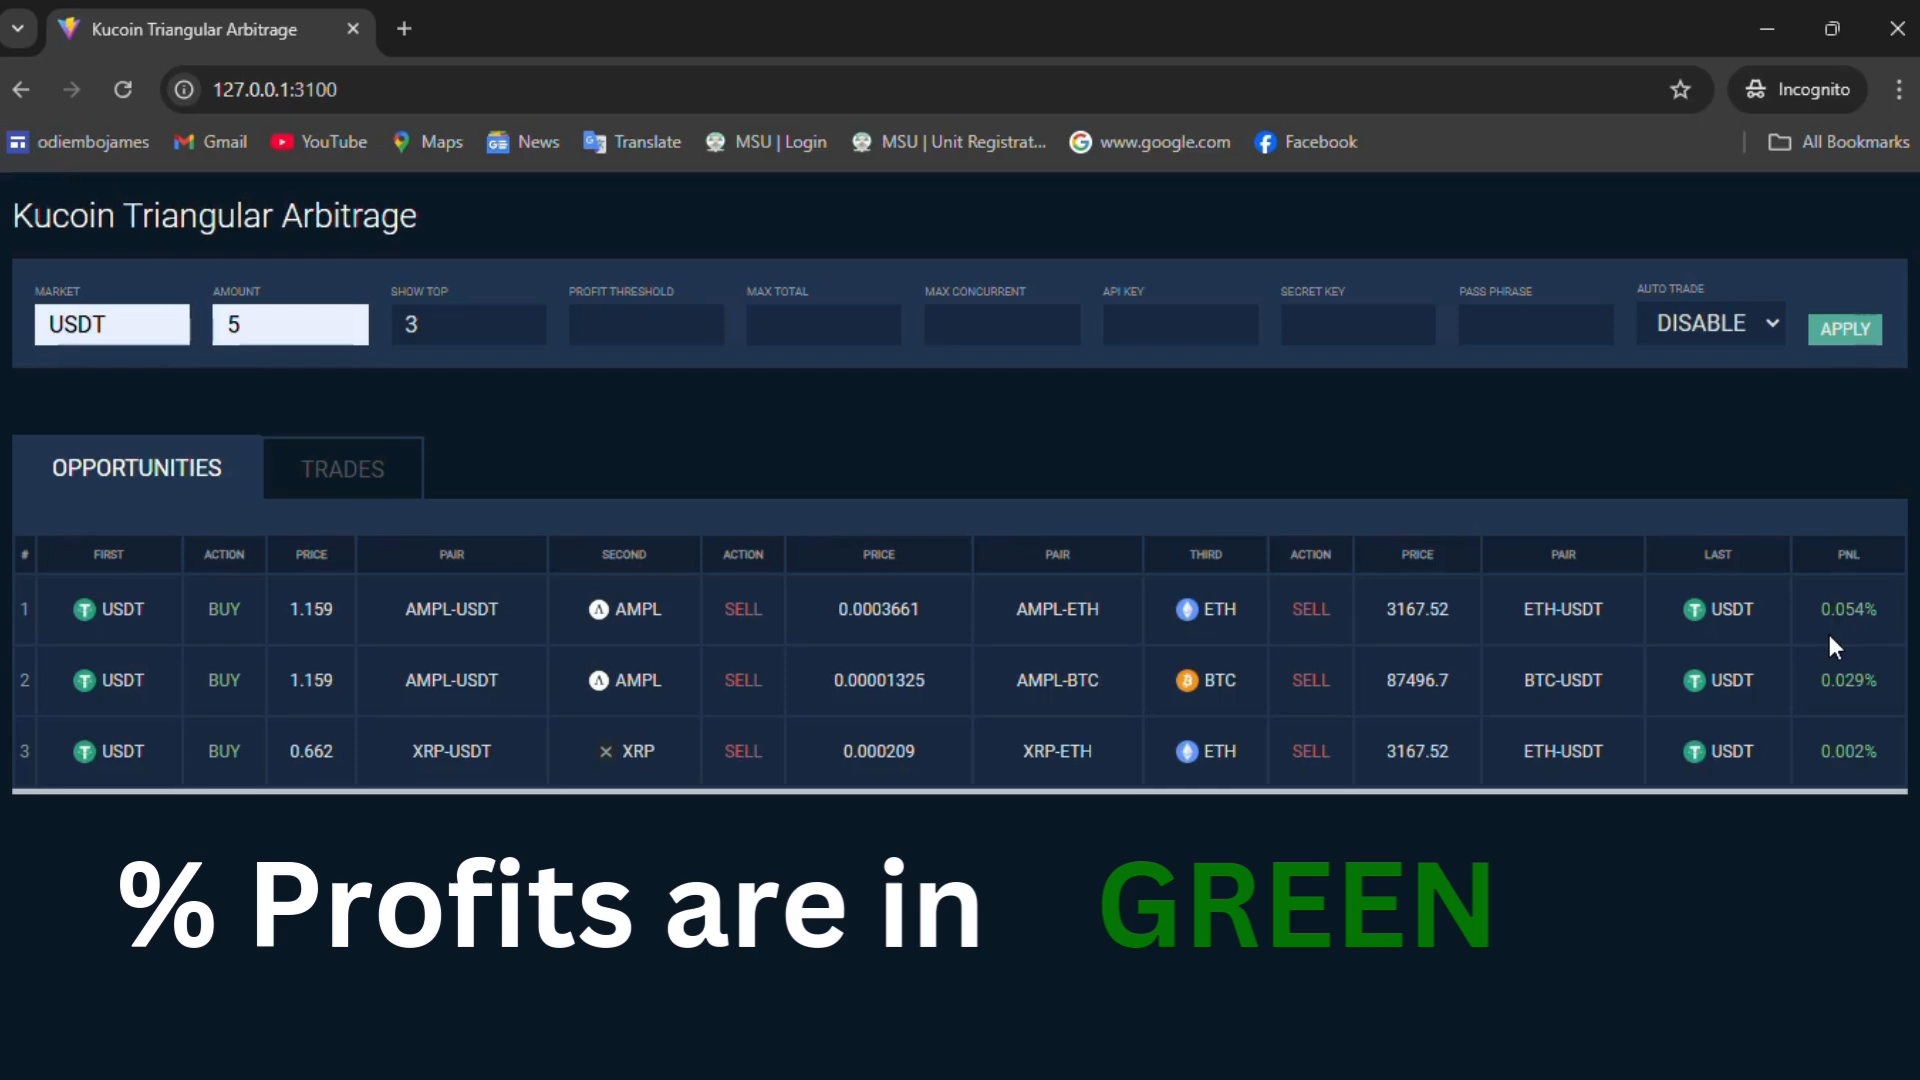 Kucoin Triangular Arbitrage
127.0.0.1:3100
Incognito
odiembojames Gmail YouTube Maps News Translate MSU | Login MSU | Unit Registrat... www.google.com Facebook All Bookmarks
Kucoin Triangular Arbitrage
MARKET AMOUNT SHOW TOP PROFIT THRESHOLD MAX TOTAL MAX CONCURRENT API KEY SECRET KEY PASS PHRASE AUTO TRADE
USDT 5 3 DISABLE APPLY
OPPORTUNITIES TRADES
# FIRST ACTION PRICE PAIR SECOND ACTION PRICE PAIR THIRD ACTION PRICE PAIR LAST PNL
1 USDT BUY 1.159 AMPL-USDT AMPL SELL 0.0003661 AMPL-ETH ETH SELL 3167.52 ETH-USDT USDT 0.054%
2 USDT BUY 1.159 AMPL-USDT AMPL SELL 0.00001325 AMPL-BTC BTC SELL 87496.7 BTC-USDT USDT 0.029%
3 USDT BUY 0.662 XRP-USDT XRP SELL 0.000209 XRP-ETH ETH SELL 3167.52 ETH-USDT USDT 0.002%
% Profits are in GREEN